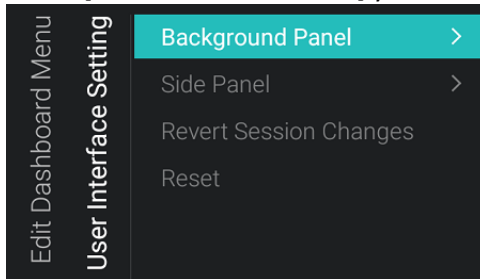 Edit Dashboard Menu
User Interface Setting
Background Panel
Side Panel
Revert Session Changes
Reset